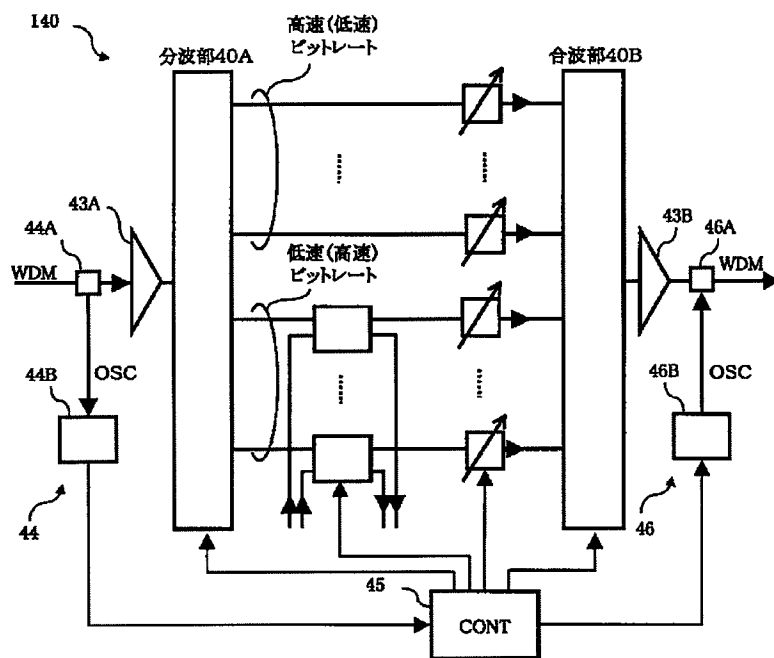 140
分波部40A
高速(低速)
ビットレート
合波部40B
43A
44A
WDM
43B
46A
WDM
低速(高速)
ビットレート
44B
OSC
46B
OSC
44
46
45
CONT